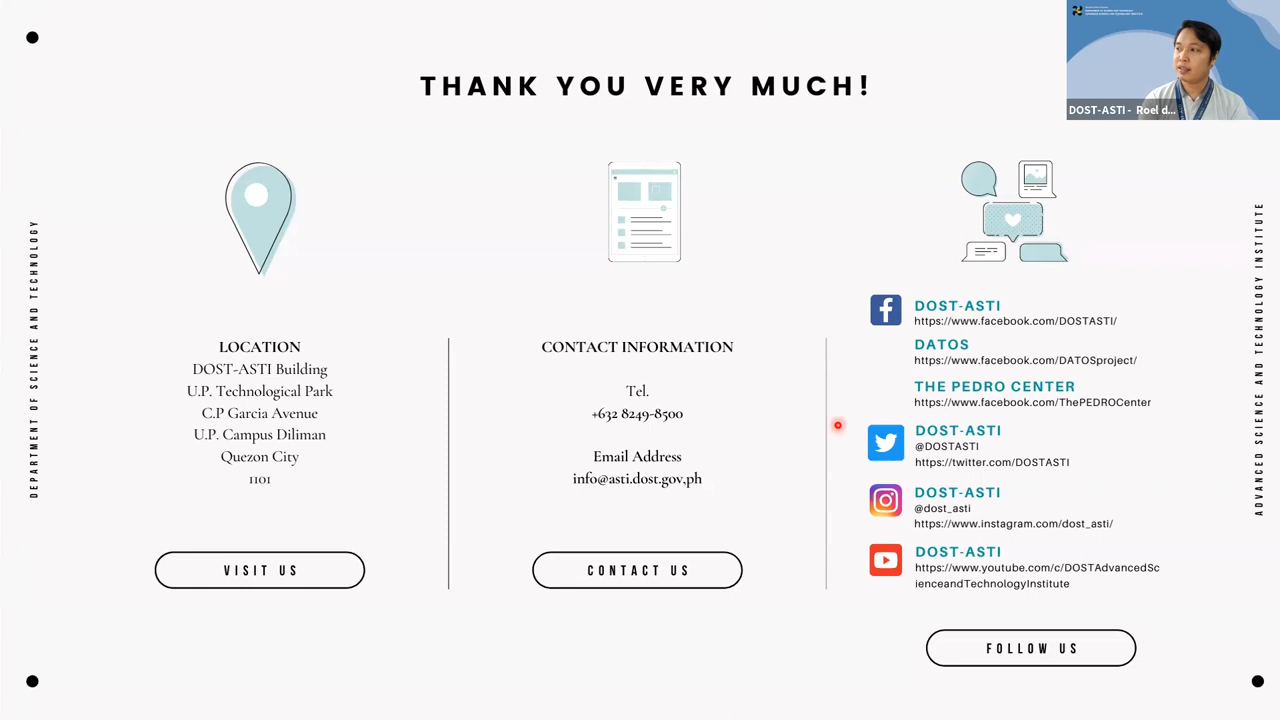 THANK YOU VERY MUCH!
DOST-ASTI - Roel d...
DEPARTMENT OF SCIENCE AND TECHNOLOGY
LOCATION
DOST-ASTI Building
U.P. Technological Park
C.P Garcia Avenue
U.P. Campus Diliman
Quezon City
1101
VISIT US
CONTACT INFORMATION
Tel.
+632 8249-8500
Email Address
info@asti.dost.gov,ph
CONTACT US
DOST-ASTI
https://www.facebook.com/DOSTASTI/
DATOS
https://www.facebook.com/DATOSproject/
THE PEDRO CENTER
https://www.facebook.com/ThePEDROCenter
DOST-ASTI
@DOSTASTI
https://twitter.com/DOSTASTI
DOST-ASTI
@dost_asti
https://www.instagram.com/dost_asti/
DOST-ASTI
https://www.youtube.com/c/DOSTAdvancedSc
ienceandTechnologyInstitute
FOLLOW US
ADVANCED SCIENCE AND TECHNOLOGY INSTITUTE